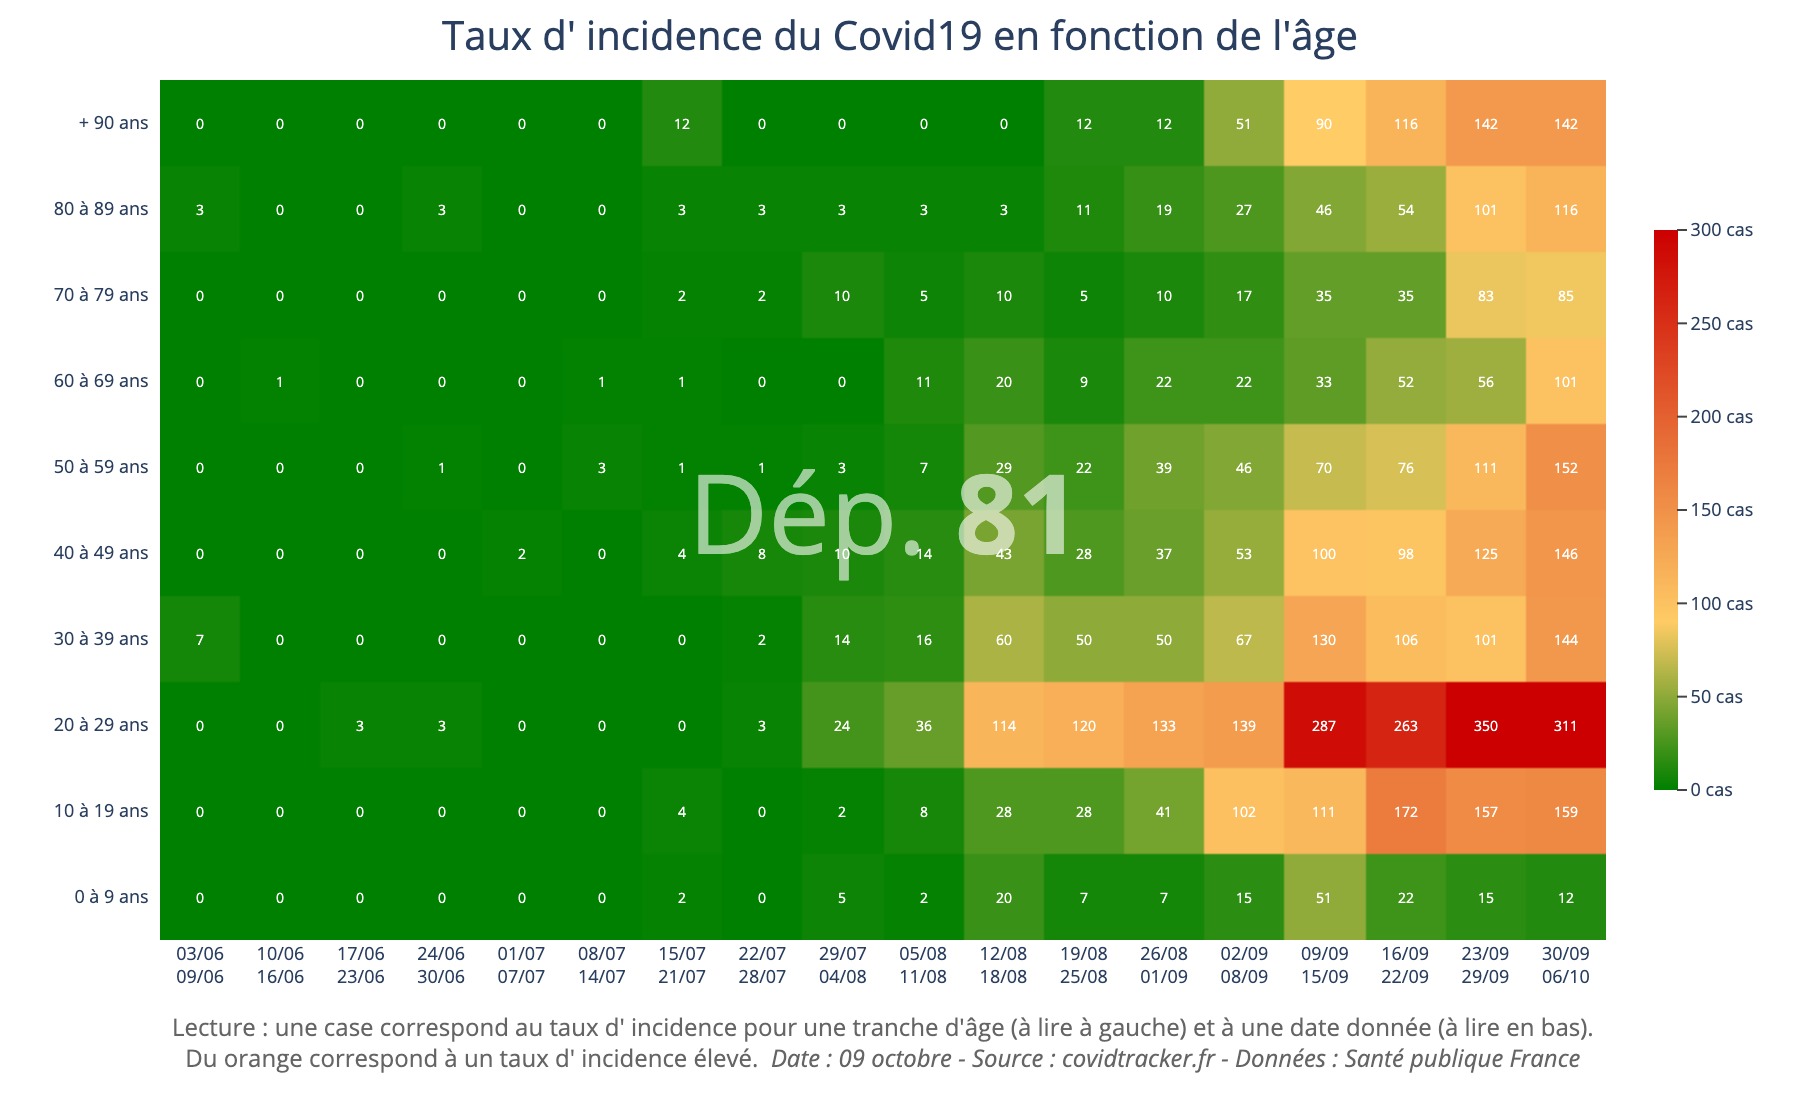 Taux d' incidence du Covid19 en fonction de l'âge
+ 90 ans 0 0 0 0 0 0 12 0 0 0 0 12 12 51 90 116 142 142
80 à 89 ans 3 0 0 3 0 0 3 3 3 3 3 11 19 27 46 54 101 116
300 cas
70 à 79 ans 0 0 0 0 0 0 2 2 10 5 10 5 10 17 35 35 83 85
250 cas
60 à 69 ans 0 1 0 0 0 1 1 0 0 11 20 9 22 22 33 52 56 101
200 cas
50 à 59 ans 0 0 0 1 0 3 1 1 3 7 29 22 39 46 70 76 111 152
Dép. 81
150 cas
40 à 49 ans 0 0 0 0 2 0 4 8 10 14 43 28 37 53 100 98 125 146
100 cas
30 à 39 ans 7 0 0 0 0 0 0 2 14 16 60 50 50 67 130 106 101 144
50 cas
20 à 29 ans 0 0 3 3 0 0 0 3 24 36 114 120 133 139 287 263 350 311
0 cas
10 à 19 ans 0 0 0 0 0 0 4 0 2 8 28 28 41 102 111 172 157 159
0 à 9 ans 0 0 0 0 0 0 2 0 5 2 20 7 7 15 51 22 15 12
03/06 10/06 17/06 24/06 01/07 08/07 15/07 22/07 29/07 05/08 12/08 19/08 26/08 02/09 09/09 16/09 23/09 30/09
09/06 16/06 23/06 30/06 07/07 14/07 21/07 28/07 04/08 11/08 18/08 25/08 01/09 08/09 15/09 22/09 29/09 06/10
Lecture : une case correspond au taux d' incidence pour une tranche d'âge (à lire à gauche) et à une date donnée (à lire en bas).
Du orange correspond à un taux d' incidence élevé. Date : 09 octobre - Source : covidtracker.fr - Données : Santé publique France